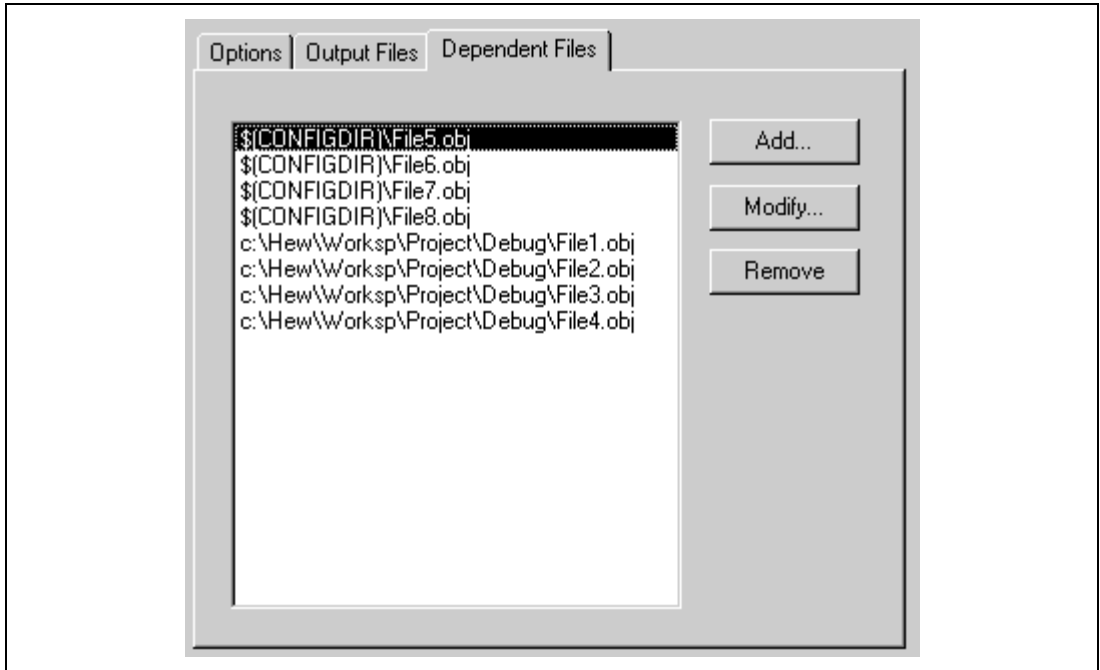 Options Output Files Dependent Files
$(CONFIGDIR)\File5.obj
$(CONFIGDIR)\File6.obj
$(CONFIGDIR)\File7.obj
$(CONFIGDIR)\File8.obj
c:\Hew\Worksp\Project\Debug\File1.obj
c:\Hew\Worksp\Project\Debug\File2.obj
c:\Hew\Worksp\Project\Debug\File3.obj
c:\Hew\Worksp\Project\Debug\File4.obj
Add...
Modify...
Remove